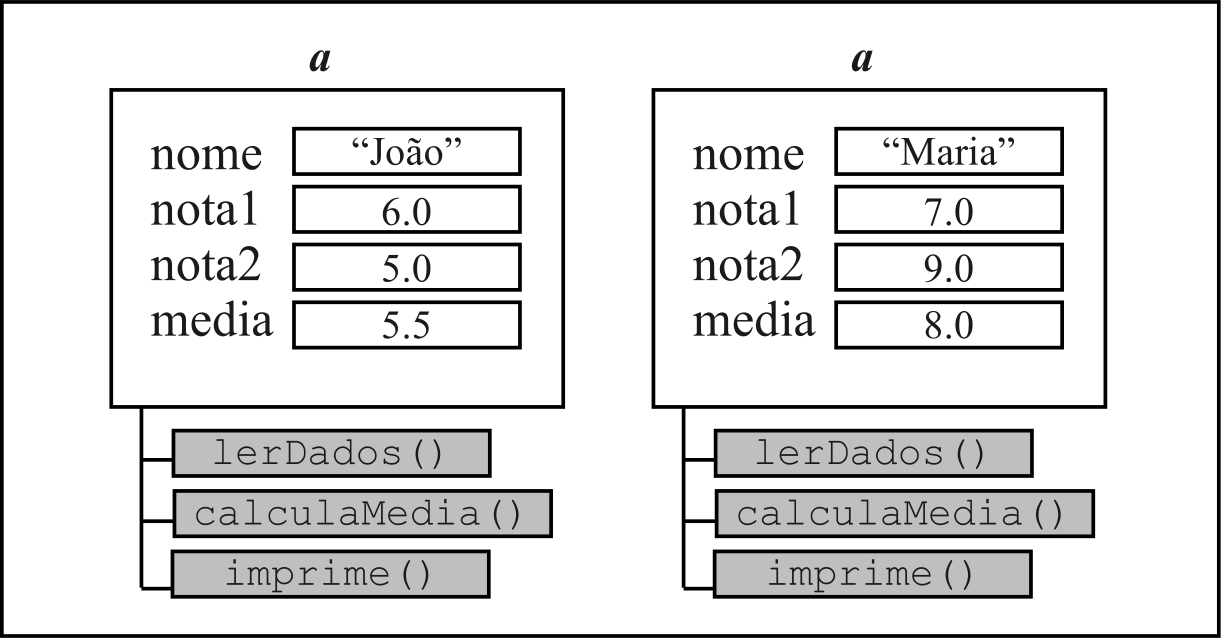 a
nome “João”
nota1 6.0
nota2 5.0
media 5.5
lerDados()
calculaMedia()
imprime()
a
nome “Maria”
nota1 7.0
nota2 9.0
media 8.0
lerDados()
calculaMedia()
imprime()